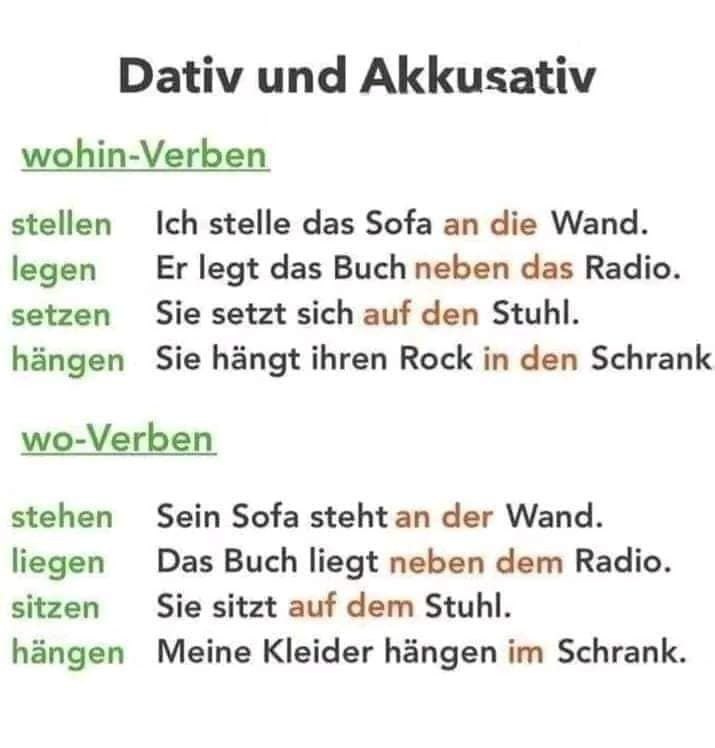 Dativ und Akkusativ
wohin-Verben
stellen Ich stelle das Sofa an die Wand.
legen Er legt das Buch neben das Radio.
setzen Sie setzt sich auf den Stuhl.
hängen Sie hängt ihren Rock in den Schrank
wo-Verben
stehen Sein Sofa steht an der Wand.
liegen Das Buch liegt neben dem Radio.
sitzen Sie sitzt auf dem Stuhl.
hängen Meine Kleider hängen im Schrank.